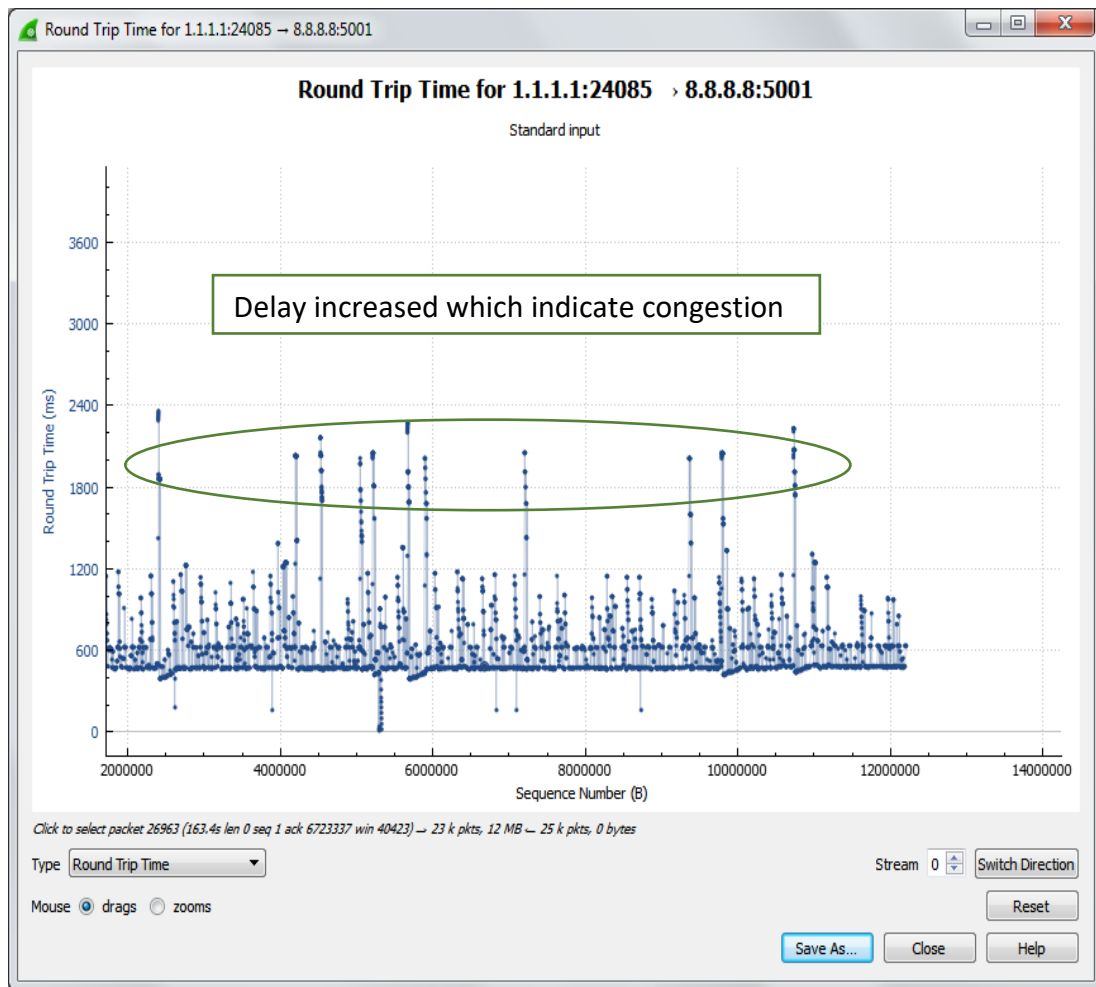 Round Trip Time for 1.1.1.1:24085 → 8.8.8.8:5001
Round Trip Time for 1.1.1.1:24085 › 8.8.8.8:5001
Standard input
3600
Delay increased which indicate congestion
3000
2400
1800
1200
600
0
Round Trip Time (ms)
2000000 4000000 6000000 8000000 10000000 12000000 14000000
Sequence Number (B)
Click to select packet 26963 (163.4s len 0 seq 1 ack 6723337 win 40423) → 23 k pkts, 12 MB ← 25 k pkts, 0 bytes
Type Round Trip Time Stream 0 Switch Direction
Mouse drags zooms Reset
Save As... Close Help